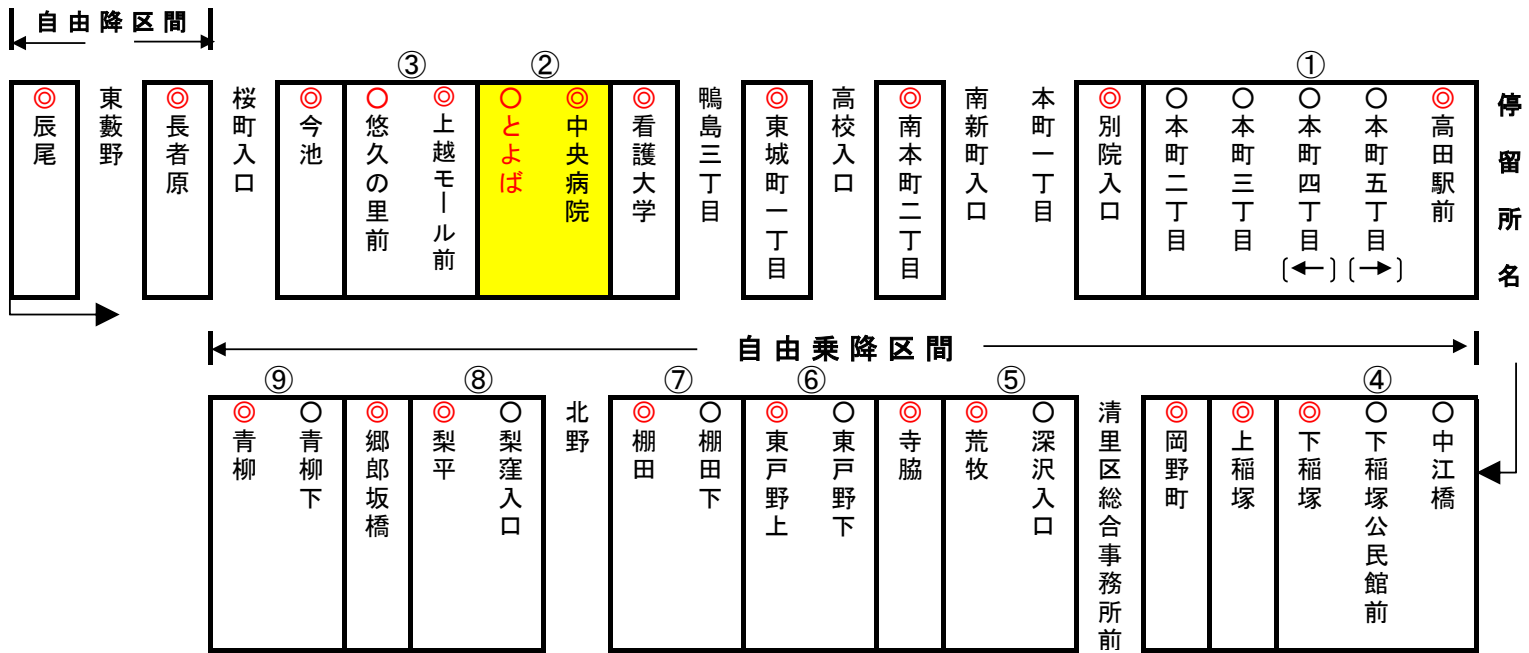 自由降区間
停留所名
①
◎高田駅前
○本町五丁目(→)
○本町四丁目(←)
○本町三丁目
○本町二丁目
◎別院入口
本町一丁目
南新町入口
◎南本町二丁目
高校入口
◎東城町一丁目
鴨島三丁目
◎看護大学
②
◎中央病院
○とよば
③
◎上越モール前
○悠久の里前
◎今池
桜町入口
◎長者原
東藪野
◎辰尾
自由乗降区間
④
○中江橋
○下稲塚公民館前
◎下稲塚
◎上稲塚
◎岡野町
清里区総合事務所前
⑤
○深沢入口
◎荒牧
◎寺脇
⑥
○東戸野下
◎東戸野上
⑦
○棚田下
◎棚田
北野
⑧
○梨窪入口
◎梨平
◎郷郎坂橋
⑨
○青柳下
◎青柳